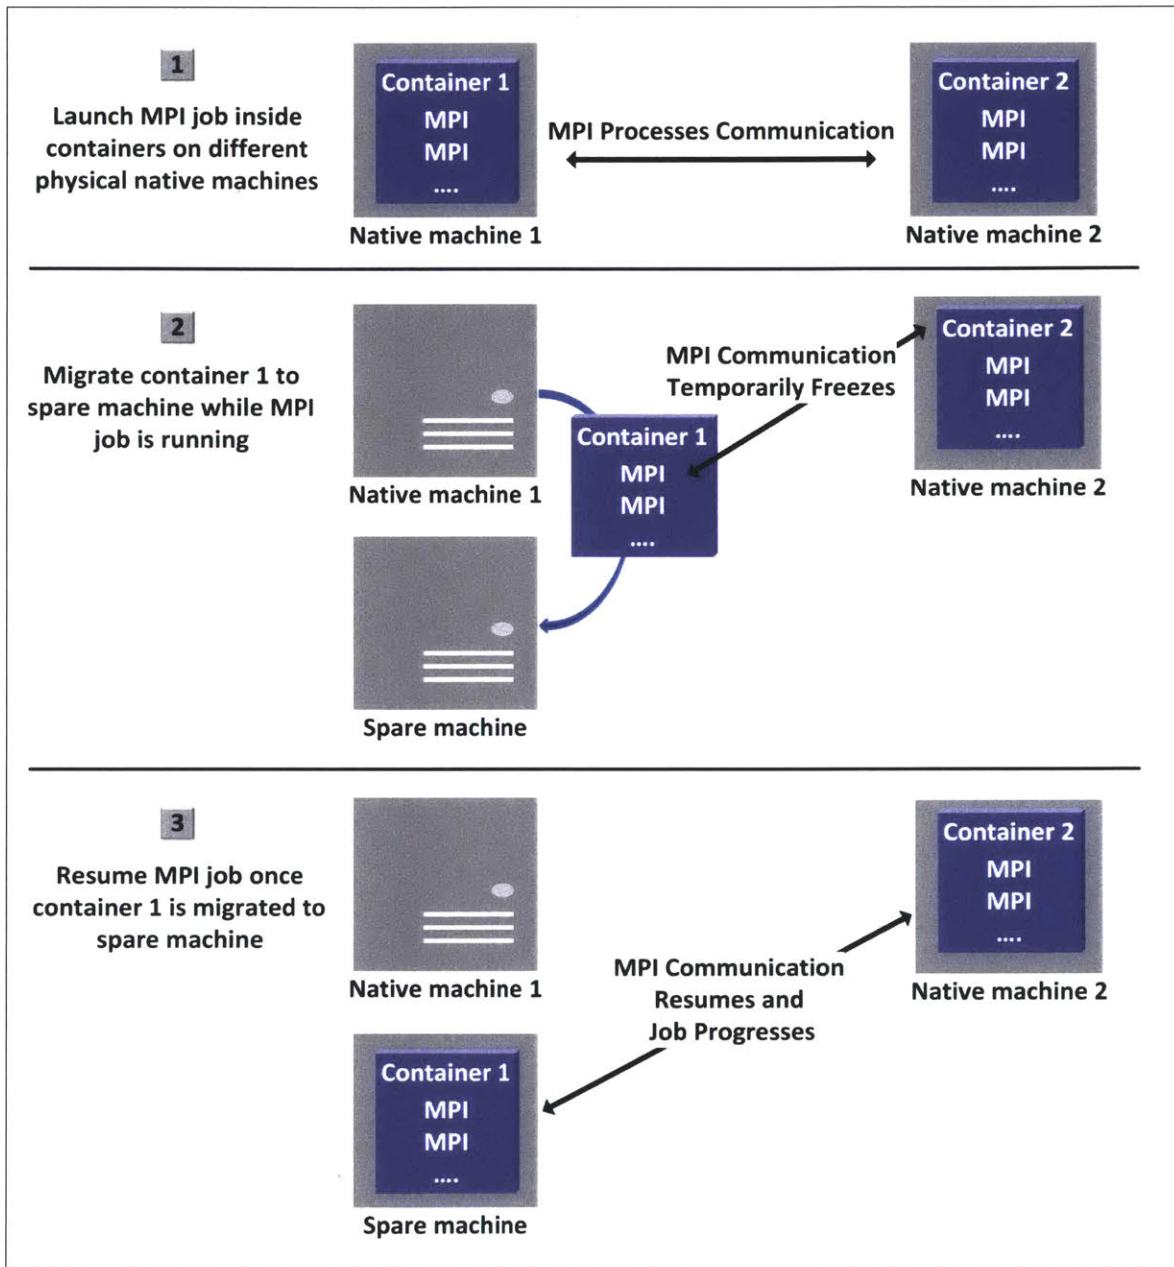 1
Launch MPI job inside
containers on different
physical native machines
Container 1
MPI
MPI
....
Native machine 1
MPI Processes Communication
Container 2
MPI
MPI
....
Native machine 2
2
Migrate container 1 to
spare machine while MPI
job is running
Native machine 1
Container 1
MPI
MPI
....
Spare machine
MPI Communication
Temporarily Freezes
Container 2
MPI
MPI
....
Native machine 2
3
Resume MPI job once
container 1 is migrated to
spare machine
Native machine 1
Container 1
MPI
MPI
....
Spare machine
MPI Communication
Resumes and
Job Progresses
Container 2
MPI
MPI
....
Native machine 2